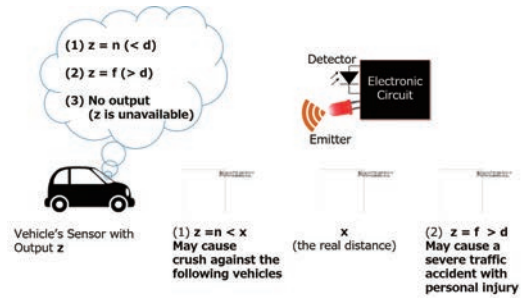 (1) z = n (< d)
(2) z = f (> d)
(3) No output
(z is unavailable)
Detector
Electronic
Circuit
Emitter
Vehicle's Sensor with
Output z
(1) z =n < x
May cause
crush against the
following vehicles
x
(the real distance)
(2) z = f > d
May cause a
severe traffic
accident with
personal injury